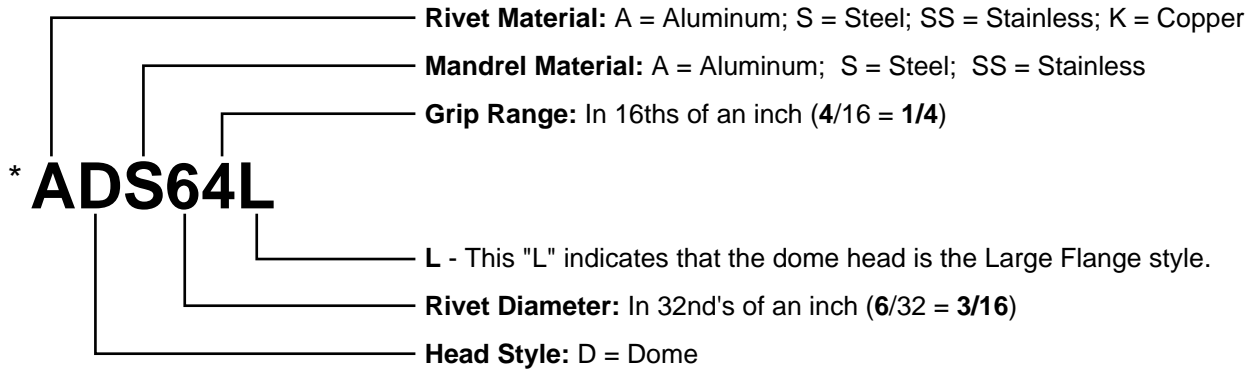 Rivet Material: A = Aluminum; S = Steel; SS = Stainless; K = Copper
Mandrel Material: A = Aluminum; S = Steel; SS = Stainless
Grip Range: In 16ths of an inch (4/16 = 1/4)
* ADS64L
L - This "L" indicates that the dome head is the Large Flange style.
Rivet Diameter: In 32nd's of an inch (6/32 = 3/16)
Head Style: D = Dome